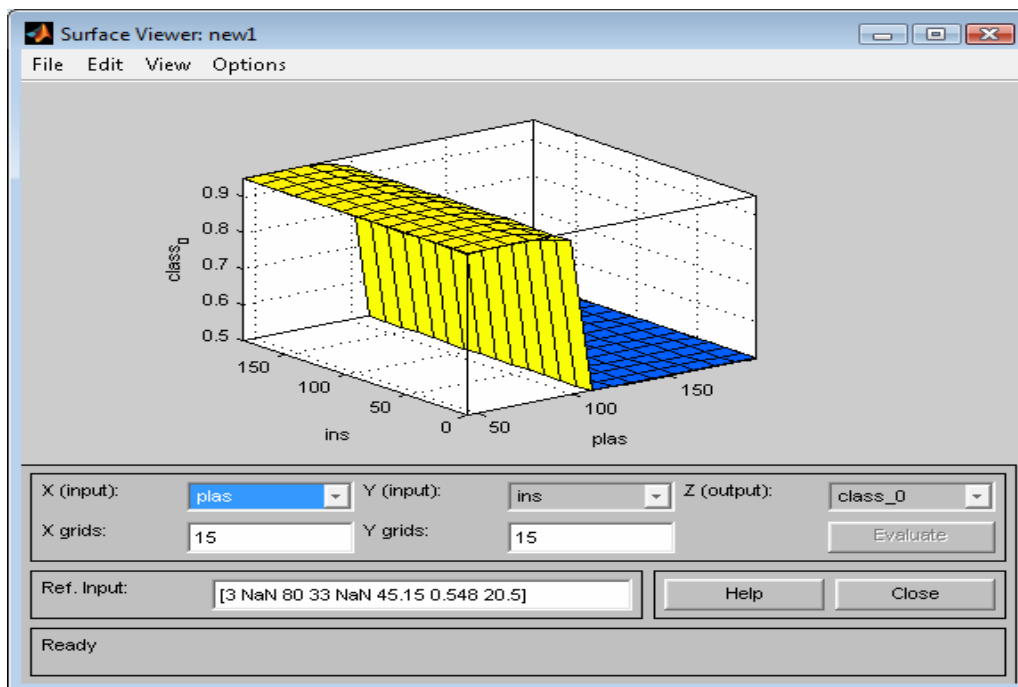 Surface Viewer: new1
File Edit View Options
0.9
0.8
0.7
0.6
0.5
class_0
150
100
50
0
ins
50
100
150
plas
X (input): plas Y (input): ins Z (output): class_0
X grids: 15 Y grids: 15 Evaluate
Ref. Input: [3 NaN 80 33 NaN 45.15 0.548 20.5] Help Close
Ready